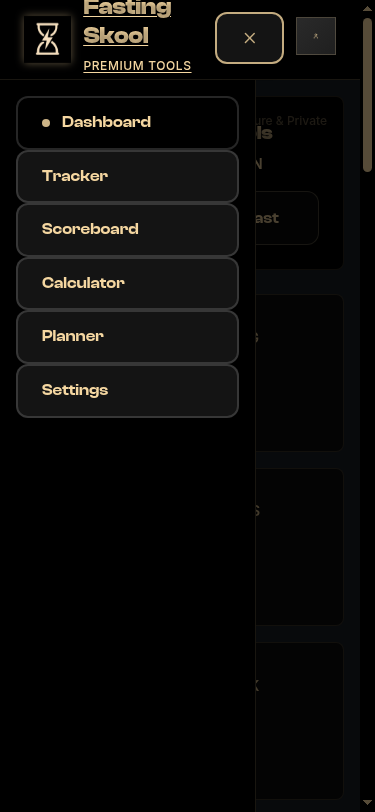 Fasting
Skool
PREMIUM TOOLS
Dashboard
Tracker
Scoreboard
Calculator
Planner
Settings
ure & Private
ls
N
ast
S
K